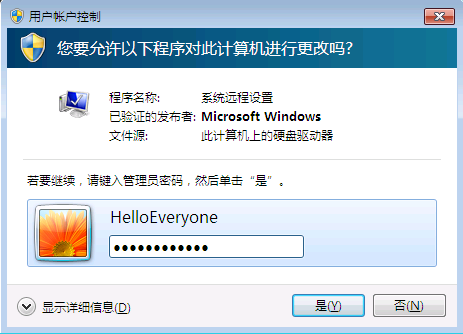 用户帐户控制
您要允许以下程序对此计算机进行更改吗?
程序名称: 系统远程设置
已验证的发布者: Microsoft Windows
文件源: 此计算机上的硬盘驱动器
若要继续，请键入管理员密码，然后单击“是”。
HelloEveryone
●●●●●●●●●●●●
显示详细信息(D) 是(Y) 否(N)